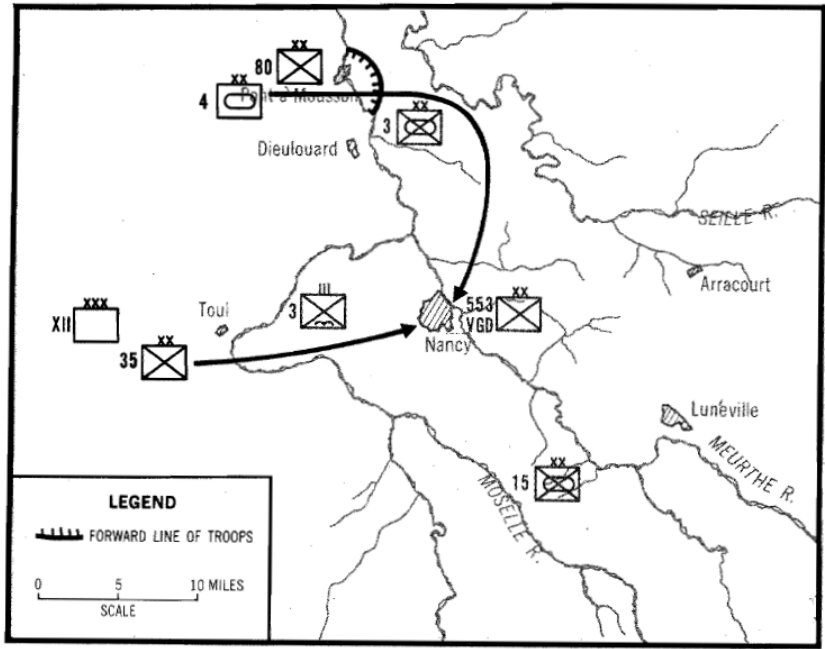 XX
80
XX
4
Pont-à-Mousson
XX
3
Dieulouard
SEILLE R.
Arracourt
XXX
XII
Toul
III
3
XX
553
VGD
Nancy
XX
35
Lunéville
MEURTHE R.
XX
15
MOSELLE R.
LEGEND
FORWARD LINE OF TROOPS
0 5 10 MILES
SCALE